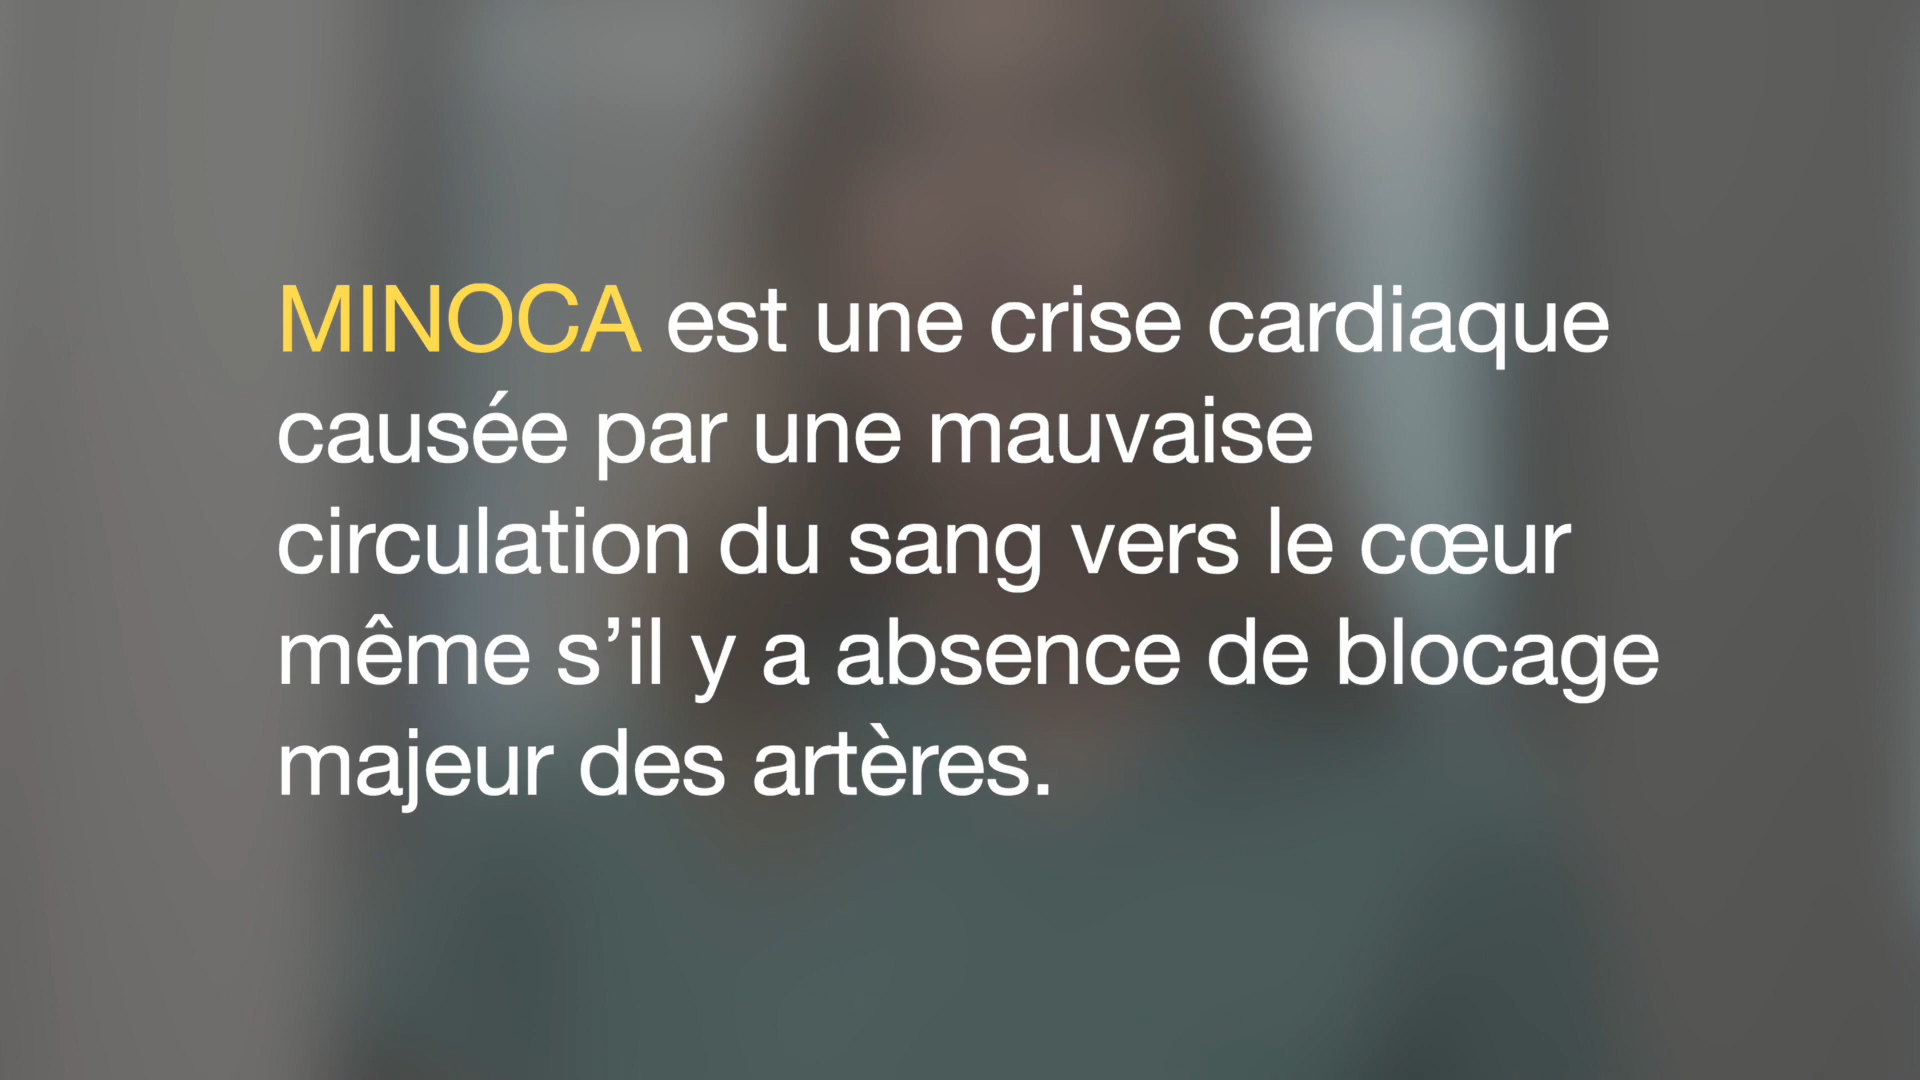 MINOCA est une crise cardiaque
causée par une mauvaise
circulation du sang vers le cœur
même s’il y a absence de blocage
majeur des artères.